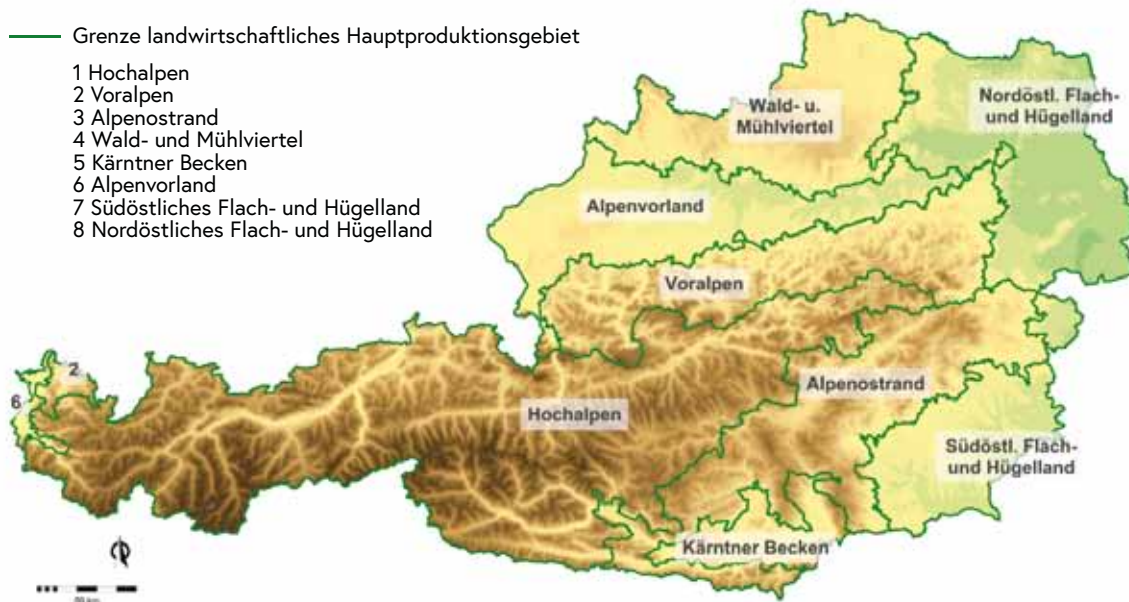 Grenze landwirtschaftliches Hauptproduktionsgebiet
1 Hochalpen
2 Voralpen
3 Alpenostrand
4 Wald- und Mühlviertel
5 Kärntner Becken
6 Alpenvorland
7 Südöstliches Flach- und Hügelland
8 Nordöstliches Flach- und Hügelland
Wald- u.
Mühlviertel
Nordöstl. Flach-
und Hügelland
Alpenvorland
Voralpen
2
6
Hochalpen
Alpenostrand
Südöstl. Flach-
und Hügelland
Kärntner Becken